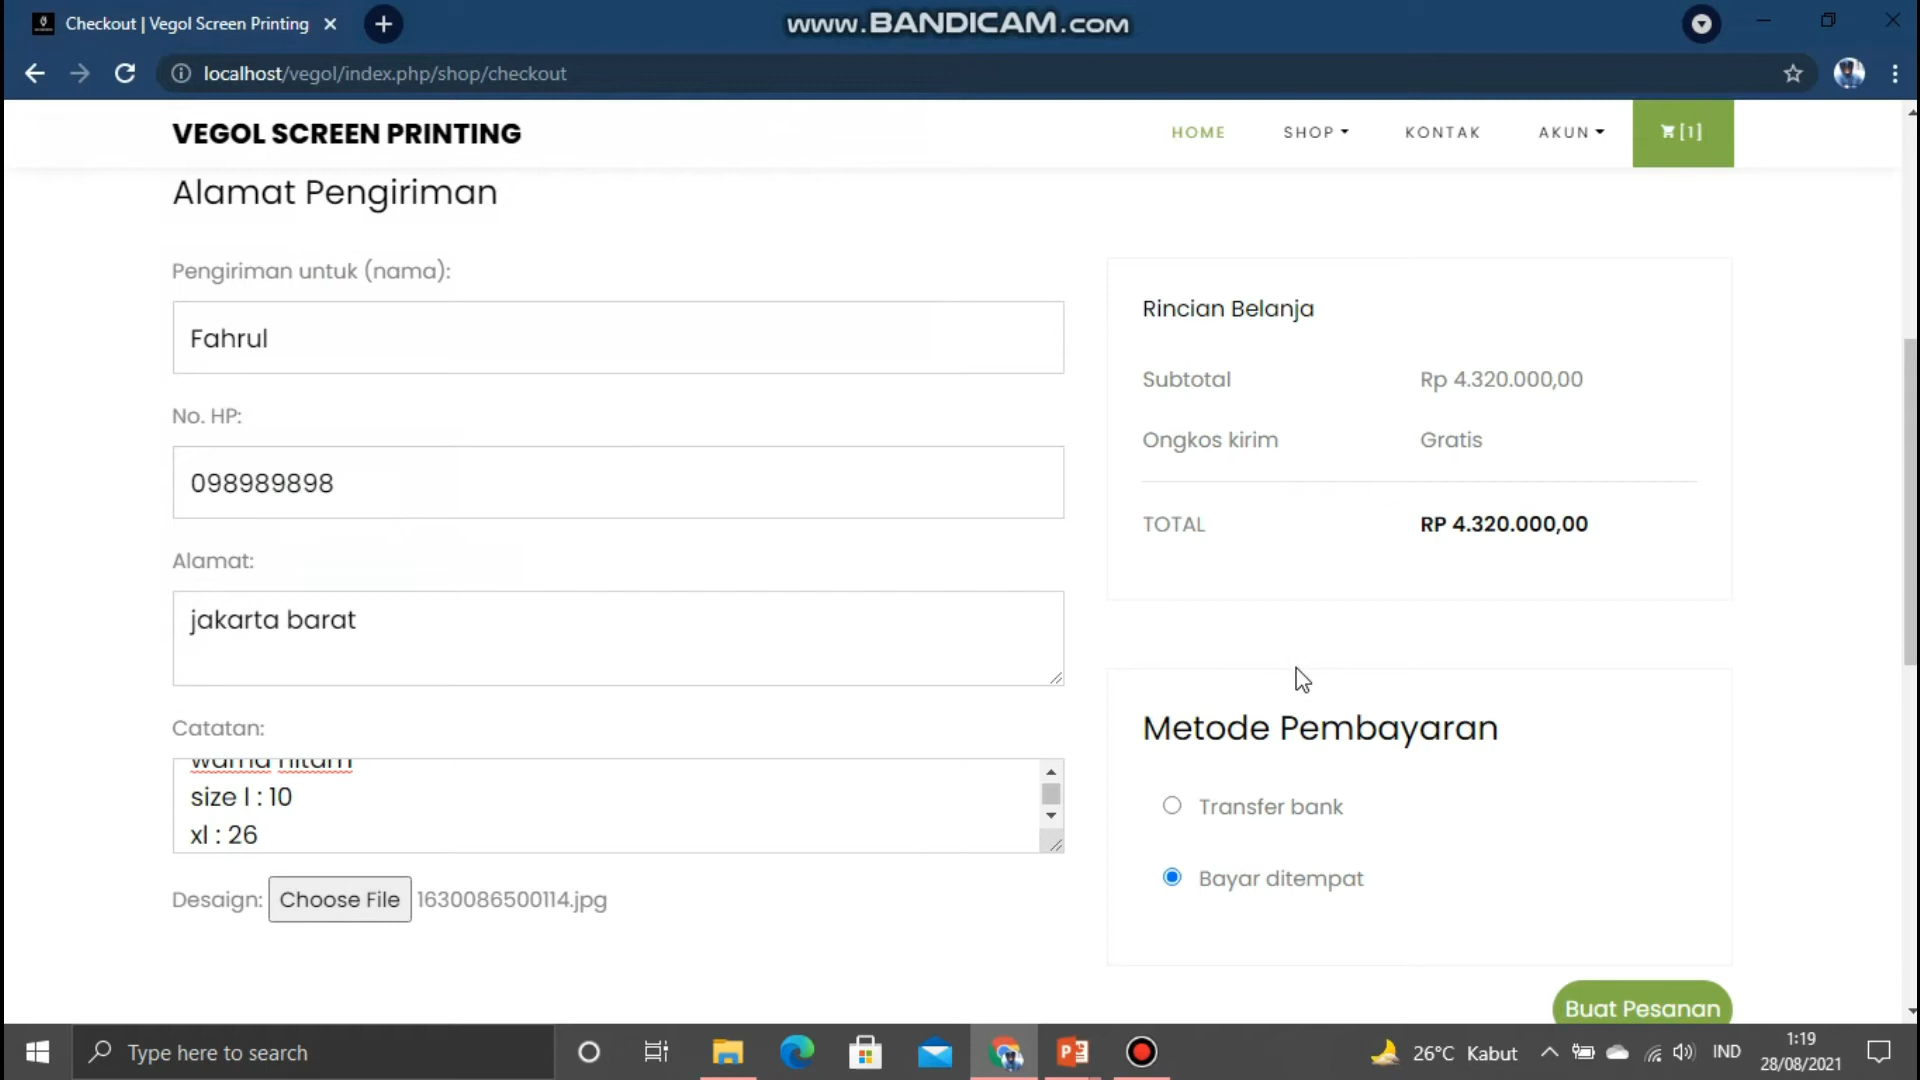 Checkout | Vegol Screen Printing
www.BANDICAM.com
localhost/vegol/index.php/shop/checkout
VEGOL SCREEN PRINTING
HOME
SHOP
KONTAK
AKUN
[1]
Alamat Pengiriman
Pengiriman untuk (nama):
Fahrul
No. HP:
098989898
Alamat:
jakarta barat
Catatan:
warna hitam
size l : 10
xl : 26
Desaign: Choose File 1630086500114.jpg
Rincian Belanja
Subtotal Rp 4.320.000,00
Ongkos kirim Gratis
TOTAL RP 4.320.000,00
Metode Pembayaran
Transfer bank
Bayar ditempat
Buat Pesanan
Type here to search
26°C Kabut
IND
1:19
28/08/2021